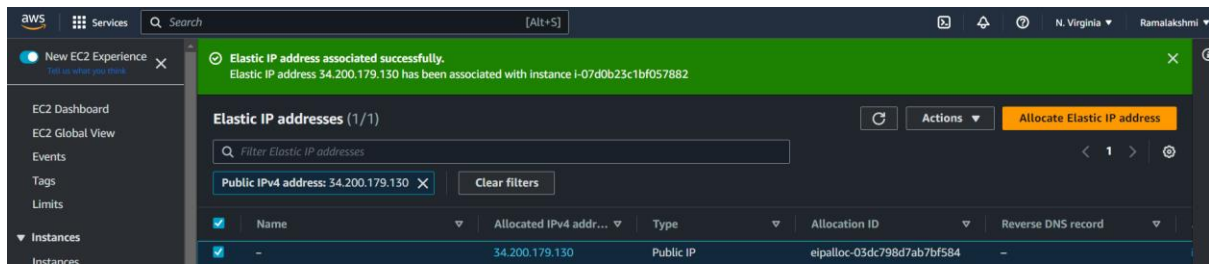 aws Services Search [Alt+S] N. Virginia Ramalakshmi
New EC2 Experience
Tell us what you think
EC2 Dashboard
EC2 Global View
Events
Tags
Limits
Instances
Instances
Elastic IP address associated successfully.
Elastic IP address 34.200.179.130 has been associated with instance i-07d0b23c1bf057882
Elastic IP addresses (1/1) Actions Allocate Elastic IP address
Filter Elastic IP addresses 1
Public IPv4 address: 34.200.179.130 Clear filters
Name Allocated IPv4 addr... Type Allocation ID Reverse DNS record
– 34.200.179.130 Public IP eipalloc-03dc798d7ab7bf584 –